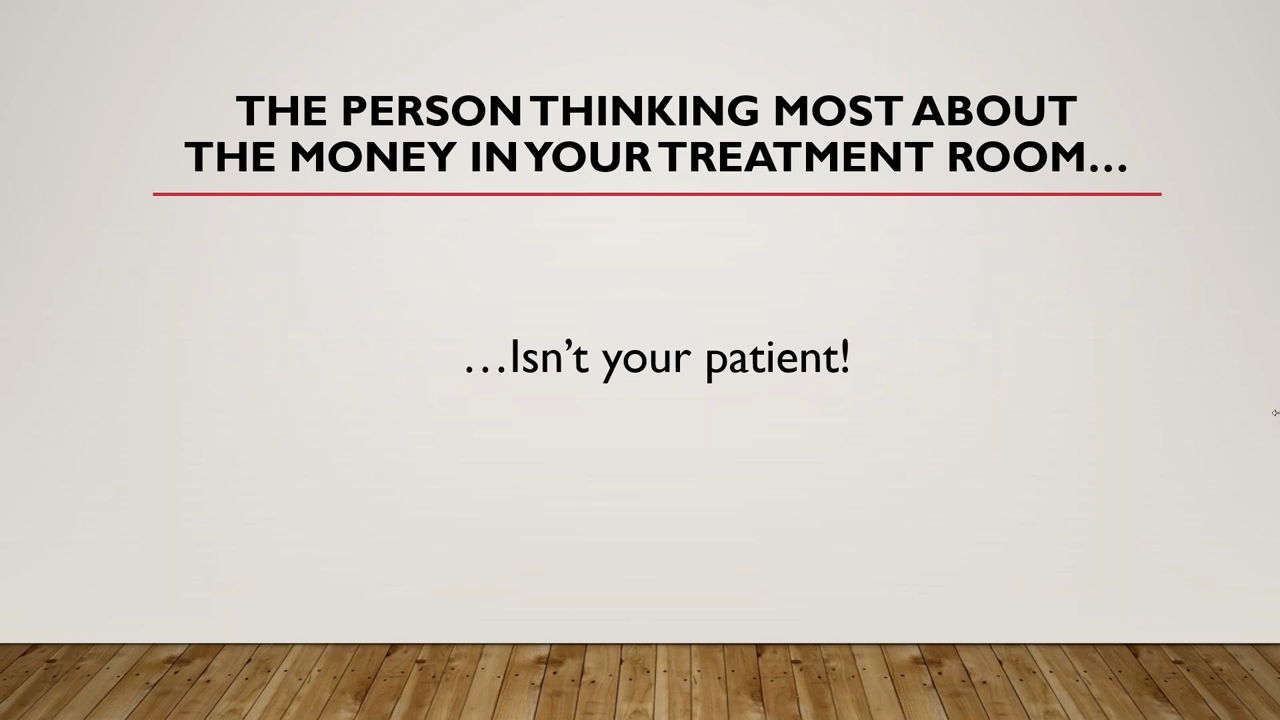 THE PERSON THINKING MOST ABOUT
THE MONEY IN YOUR TREATMENT ROOM…
…Isn’t your patient!